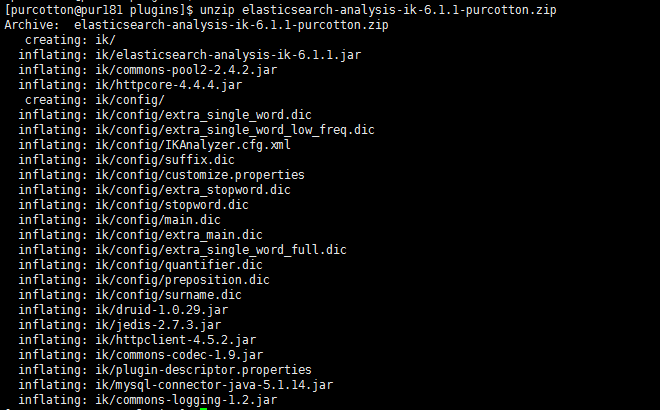 [purcotton@pur181 plugins]$ unzip elasticsearch-analysis-ik-6.1.1-purcotton.zip
Archive:  elasticsearch-analysis-ik-6.1.1-purcotton.zip
   creating: ik/
  inflating: ik/elasticsearch-analysis-ik-6.1.1.jar
  inflating: ik/commons-pool2-2.4.2.jar
  inflating: ik/httpcore-4.4.4.jar
   creating: ik/config/
  inflating: ik/config/extra_single_word.dic
  inflating: ik/config/extra_single_word_low_freq.dic
  inflating: ik/config/IKAnalyzer.cfg.xml
  inflating: ik/config/suffix.dic
  inflating: ik/config/customize.properties
  inflating: ik/config/extra_stopword.dic
  inflating: ik/config/stopword.dic
  inflating: ik/config/main.dic
  inflating: ik/config/extra_main.dic
  inflating: ik/config/extra_single_word_full.dic
  inflating: ik/config/quantifier.dic
  inflating: ik/config/preposition.dic
  inflating: ik/config/surname.dic
  inflating: ik/druid-1.0.29.jar
  inflating: ik/jedis-2.7.3.jar
  inflating: ik/httpclient-4.5.2.jar
  inflating: ik/commons-codec-1.9.jar
  inflating: ik/plugin-descriptor.properties
  inflating: ik/mysql-connector-java-5.1.14.jar
  inflating: ik/commons-logging-1.2.jar